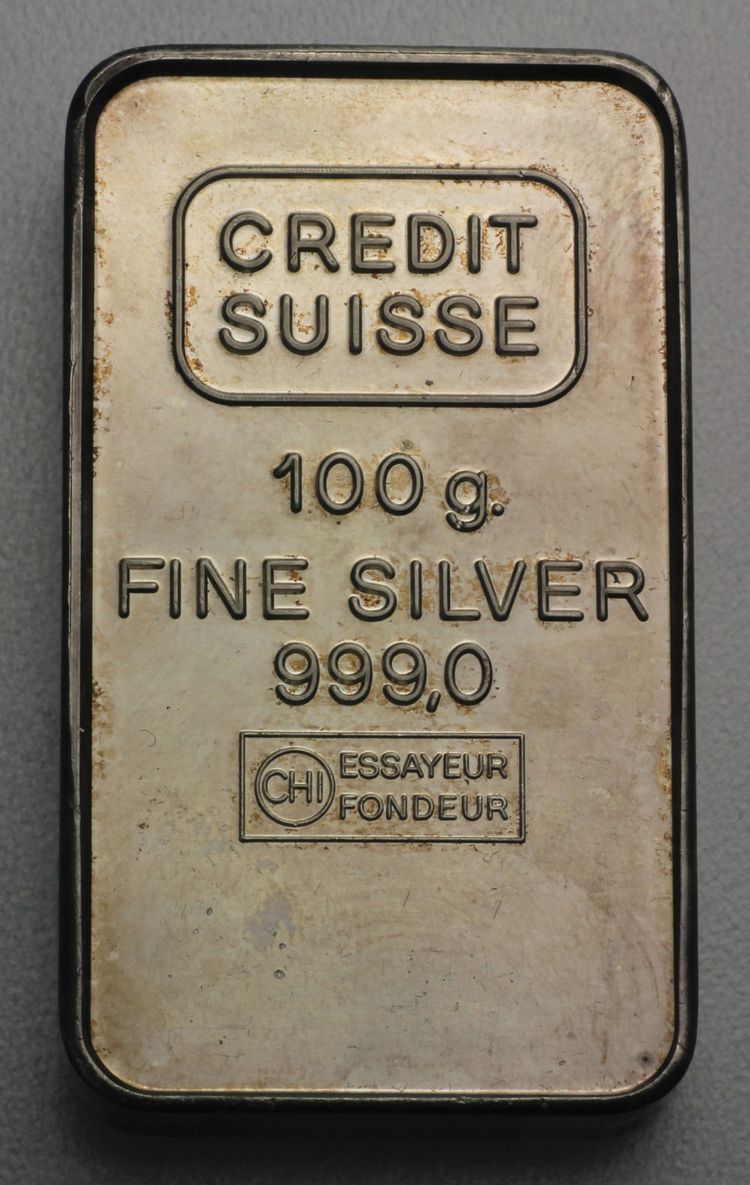 CREDIT
SUISSE
100 g.
FINE SILVER
999,0
CHI ESSAYEUR
FONDEUR